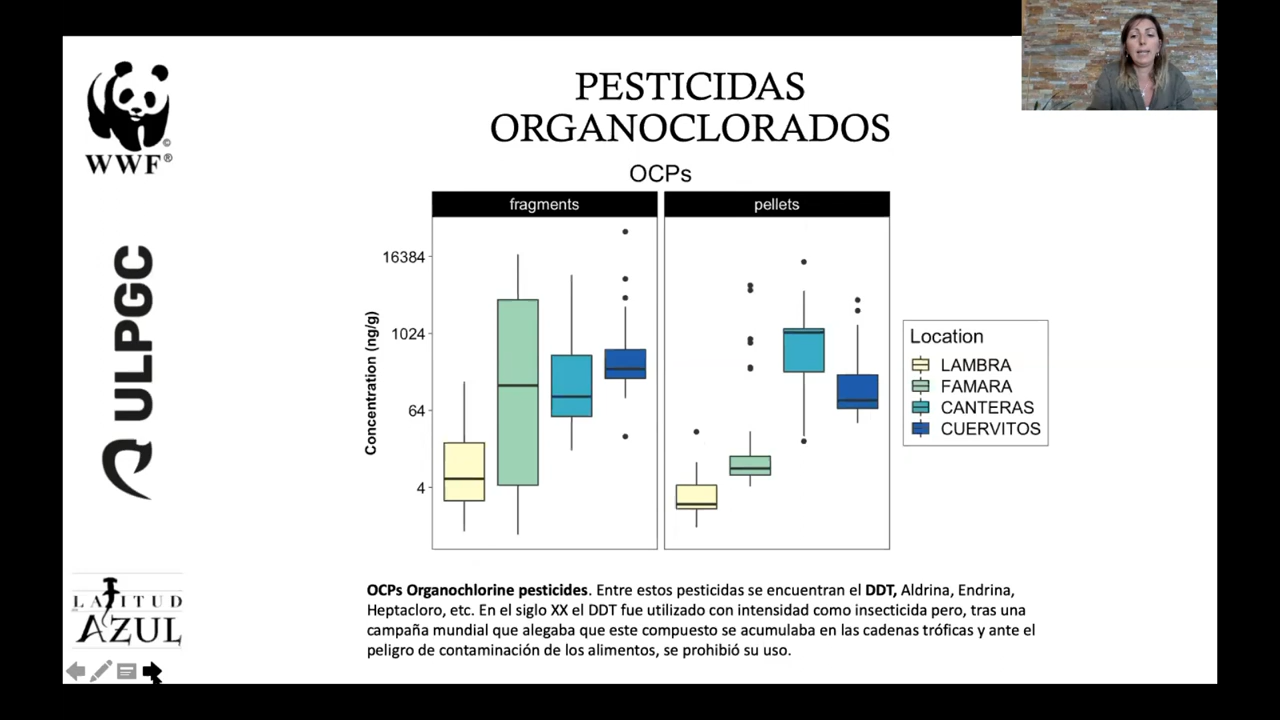 PESTICIDAS
ORGANOCLORADOS
OCPs
fragments
pellets
16384
1024
64
4
Concentration (ng/g)
Location
LAMBRA
FAMARA
CANTERAS
CUERVITOS
OCPs Organochlorine pesticides. Entre estos pesticidas se encuentran el DDT, Aldrina, Endrina,
Heptacloro, etc. En el siglo XX el DDT fue utilizado con intensidad como insecticida pero, tras una
campaña mundial que alegaba que este compuesto se acumulaba en las cadenas tróficas y ante el
peligro de contaminación de los alimentos, se prohibió su uso.
©
WWF®
ULPGC
LATITUD
AZUL